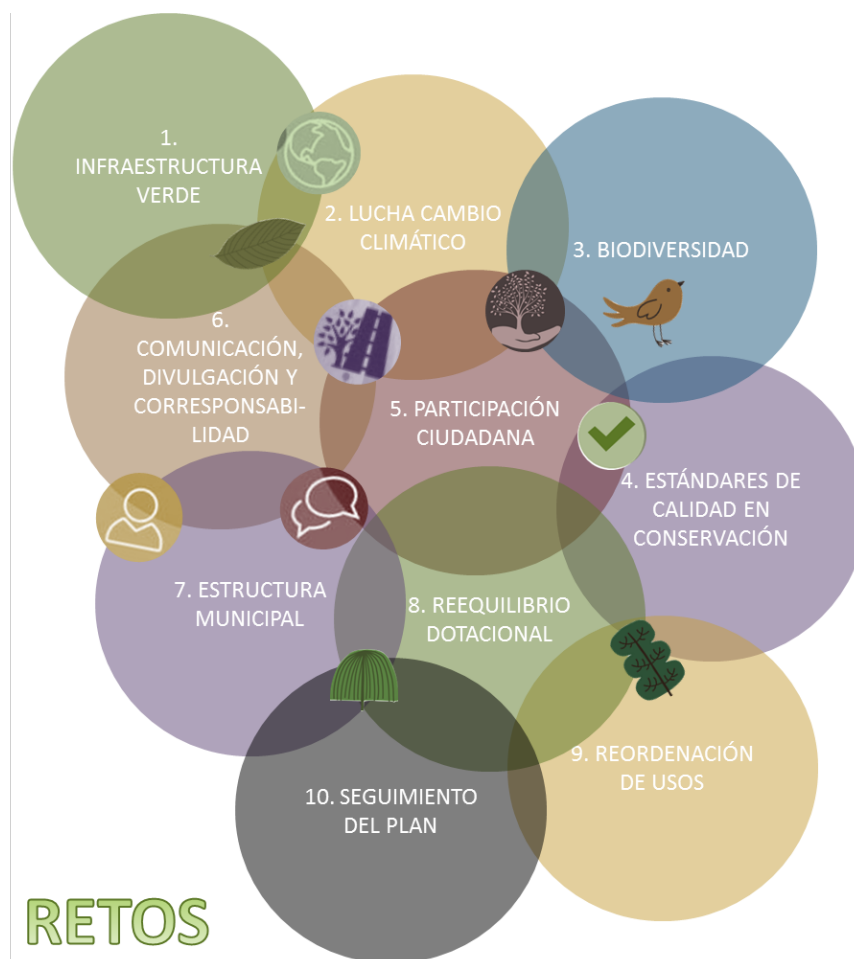 1.
INFRAESTRUCTURA
VERDE
2. LUCHA CAMBIO
CLIMÁTICO
3. BIODIVERSIDAD
6.
COMUNICACIÓN,
DIVULGACIÓN Y
CORRESPONSABI-
LIDAD
5. PARTICIPACIÓN
CIUDADANA
4. ESTÁNDARES DE
CALIDAD EN
CONSERVACIÓN
7. ESTRUCTURA
MUNICIPAL
8. REEQUILIBRIO
DOTACIONAL
9. REORDENACIÓN
DE USOS
10. SEGUIMIENTO
DEL PLAN
RETOS